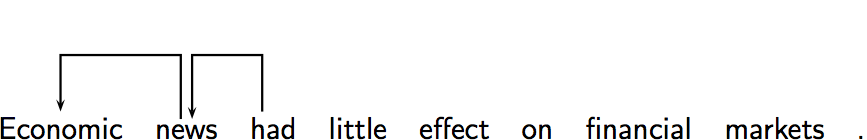 Economic news had little effect on financial markets .